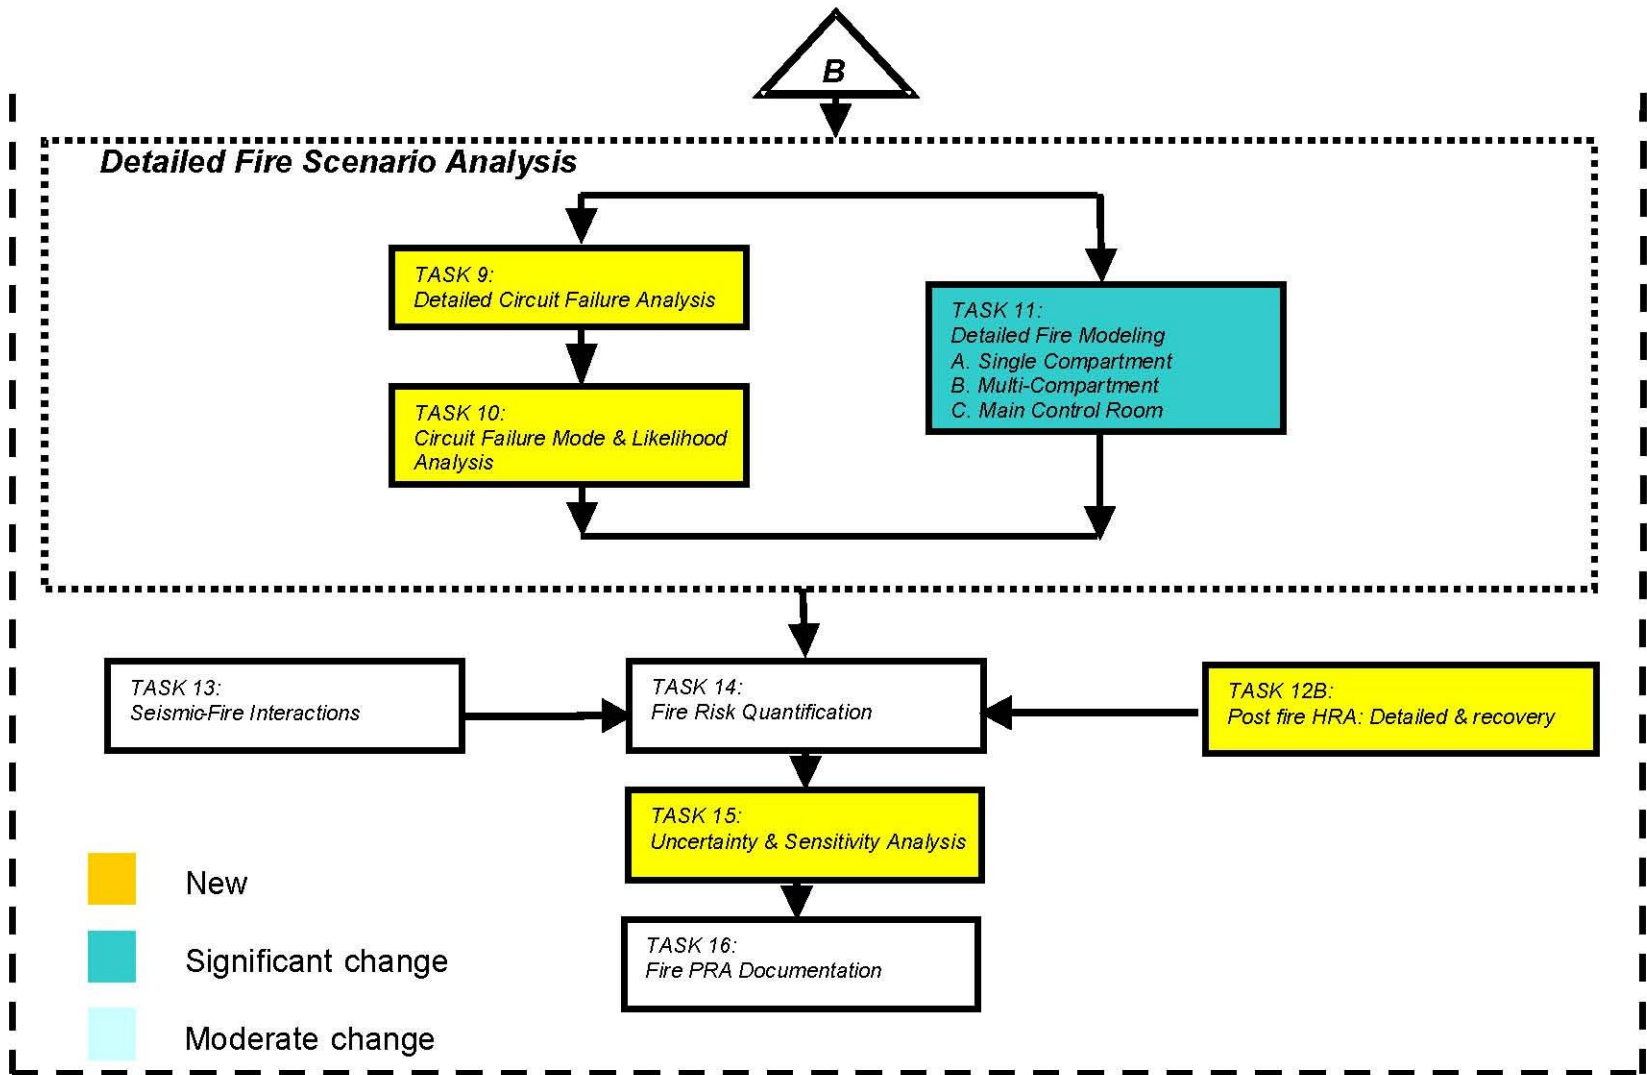 B
Detailed Fire Scenario Analysis
TASK 9:
Detailed Circuit Failure Analysis
TASK 10:
Circuit Failure Mode & Likelihood
Analysis
TASK 11:
Detailed Fire Modeling
A. Single Compartment
B. Multi-Compartment
C. Main Control Room
TASK 13:
Seismic-Fire Interactions
TASK 14:
Fire Risk Quantification
TASK 12B:
Post fire HRA: Detailed & recovery
TASK 15:
Uncertainty & Sensitivity Analysis
TASK 16:
Fire PRA Documentation
New
Significant change
Moderate change